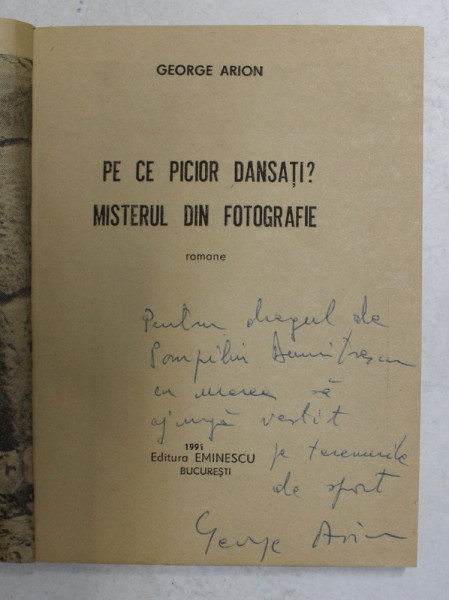 GEORGE ARION
PE CE PICIOR DANSAȚI?
MISTERUL DIN FOTOGRAFIE
romane
Pentru dragul de
Pompiliu Dumitrescu
cu urarea să
ajungă vestit
pe terenurile
de sport
George Arion
1991
Editura EMINESCU
BUCUREȘTI